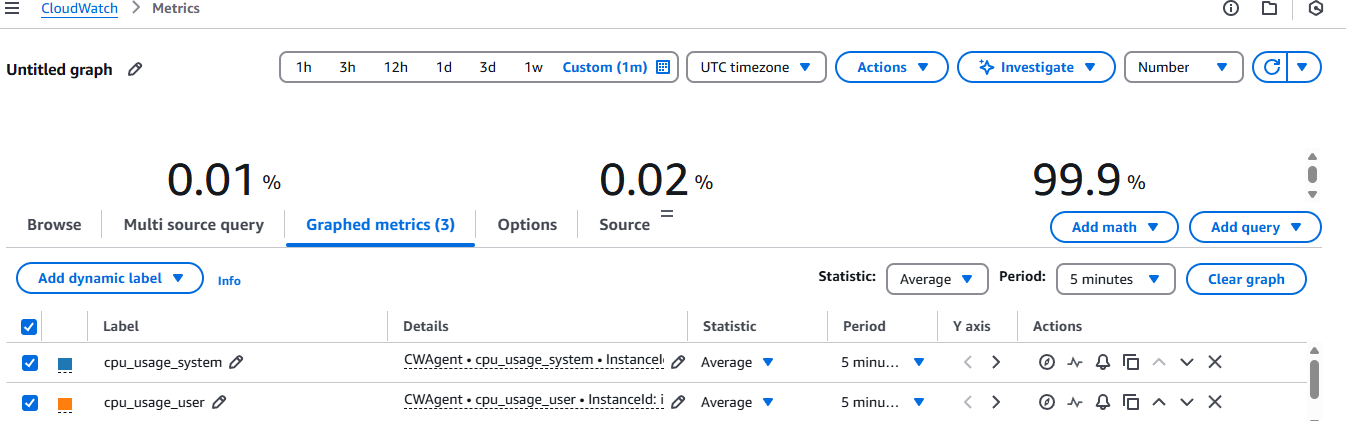 CloudWatch > Metrics
Untitled graph 1h 3h 12h 1d 3d 1w Custom (1m) UTC timezone Actions Investigate Number
0.01 % 0.02 % 99.9 %
Browse Multi source query Graphed metrics (3) Options Source Add math Add query
Add dynamic label Info Statistic: Average Period: 5 minutes Clear graph
Label Details Statistic Period Y axis Actions
cpu_usage_system CWAgent • cpu_usage_system • Average 5 minu...
cpu_usage_user CWAgent • cpu_usage_user • InstanceId: i Average 5 minu...